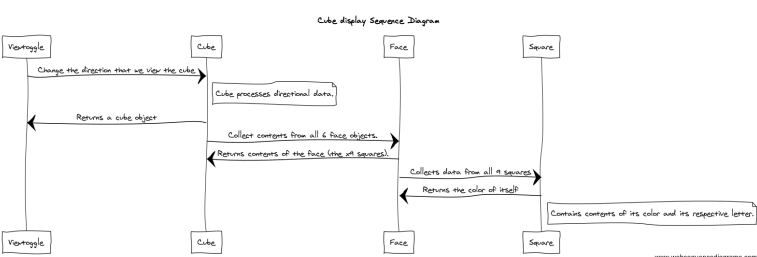 Cube display Sequence Diagram
Viewtoggle
Cube
Face
Square
Change the direction that we view the cube
Cube processes directional data.
Returns a cube object
Collect contents from all 6 face objects.
Returns contents of the face (the x9 squares).
Collects data from all 9 squares
Returns the color of itself
Contains contents of its color and its respective letter.
Viewtoggle
Cube
Face
Square
www.websequencediagrams.com